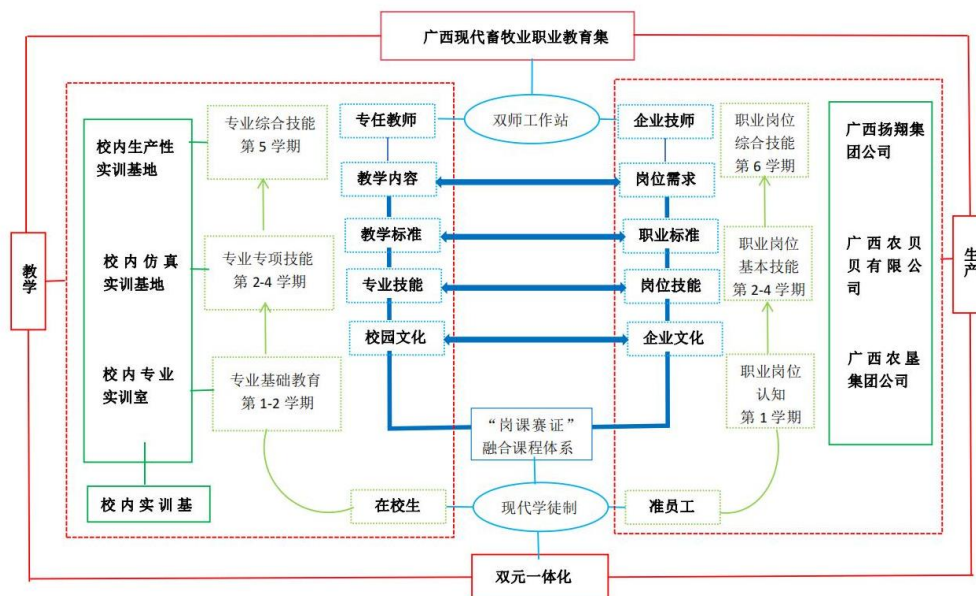 广西现代畜牧业职业教育集
专业综合技能
第 5 学期
专任教师
双师工作站
企业技师
职业岗位
综合技能
第 6 学期
校内生产性
实训基地
广西扬翔集
团公司
教学内容
岗位需求
教学
校内仿真
实训基地
专业专项技能
第 2-4 学期
教学标准
职业标准
职业岗位
基本技能
第 2-4 学期
广西农贝
贝有限公
司
生产
专业技能
岗位技能
校园文化
企业文化
校内专业
实训室
专业基础教育
第 1-2 学期
职业岗位
认知
第 1 学期
广西农垦
集团公司
“岗课赛证”
融合课程体系
校内实训基
在校生
现代学徒制
准员工
双元一体化